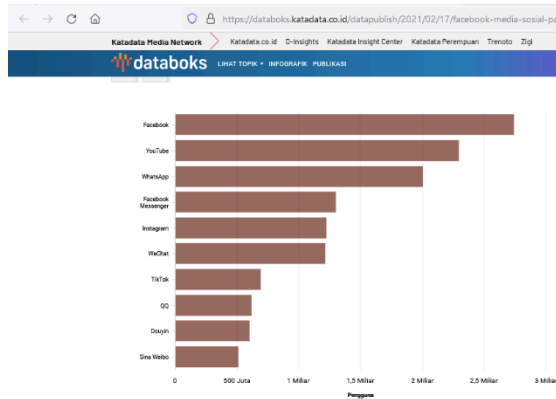 https://databoks.katadata.co.id/datapublish/2021/02/17/facebook-media-sosial-pa
Katadata Media Network Katadata.co.id D-Insights Katadata Insight Center Katadata Perempuan Trenoto Zigi
databoks LIHAT TOPIK INFOGRAFIK PUBLIKASI
Facebook
YouTube
WhatsApp
Facebook
Messenger
Instagram
WeChat
TikTok
QQ
Douyin
Sina Weibo
0 500 Juta 1 Miliar 1,5 Miliar 2 Miliar 2,5 Miliar 3 Miliar
Pengguna